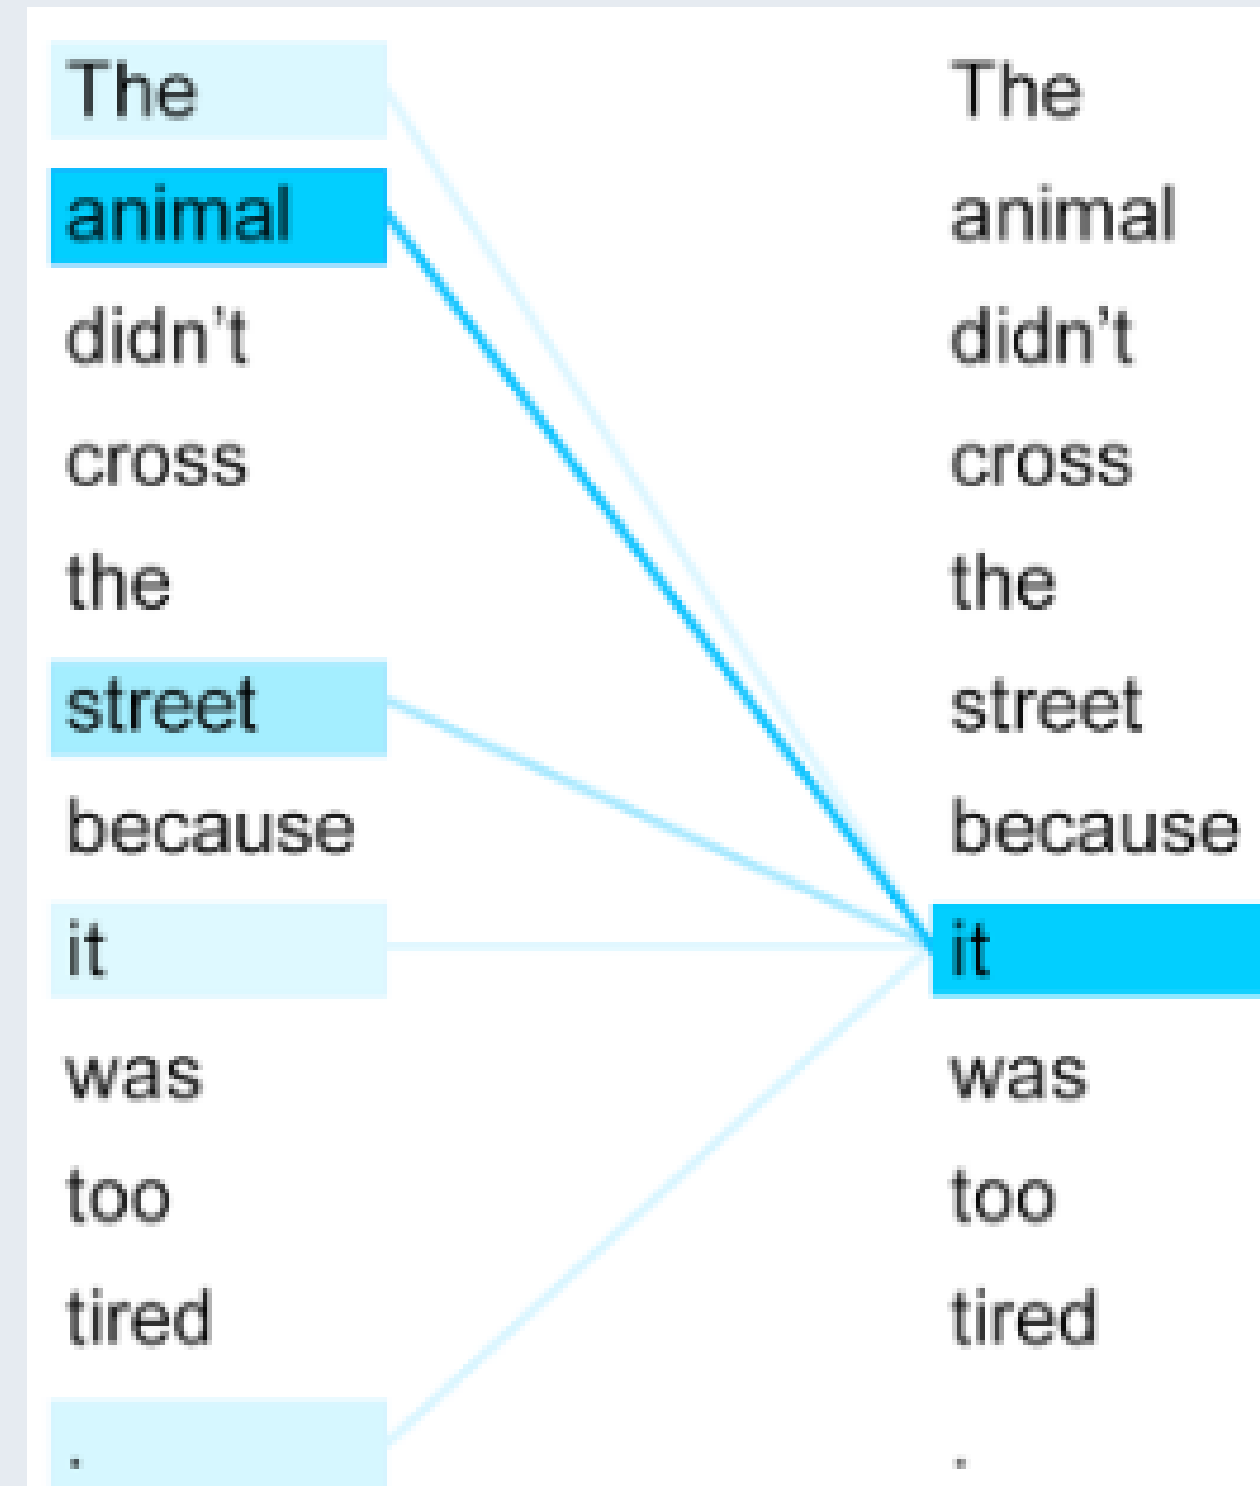 The
animal
didn't
cross
the
street
because
it
was
too
tired
.
The
animal
didn't
cross
the
street
because
it
was
too
tired
.